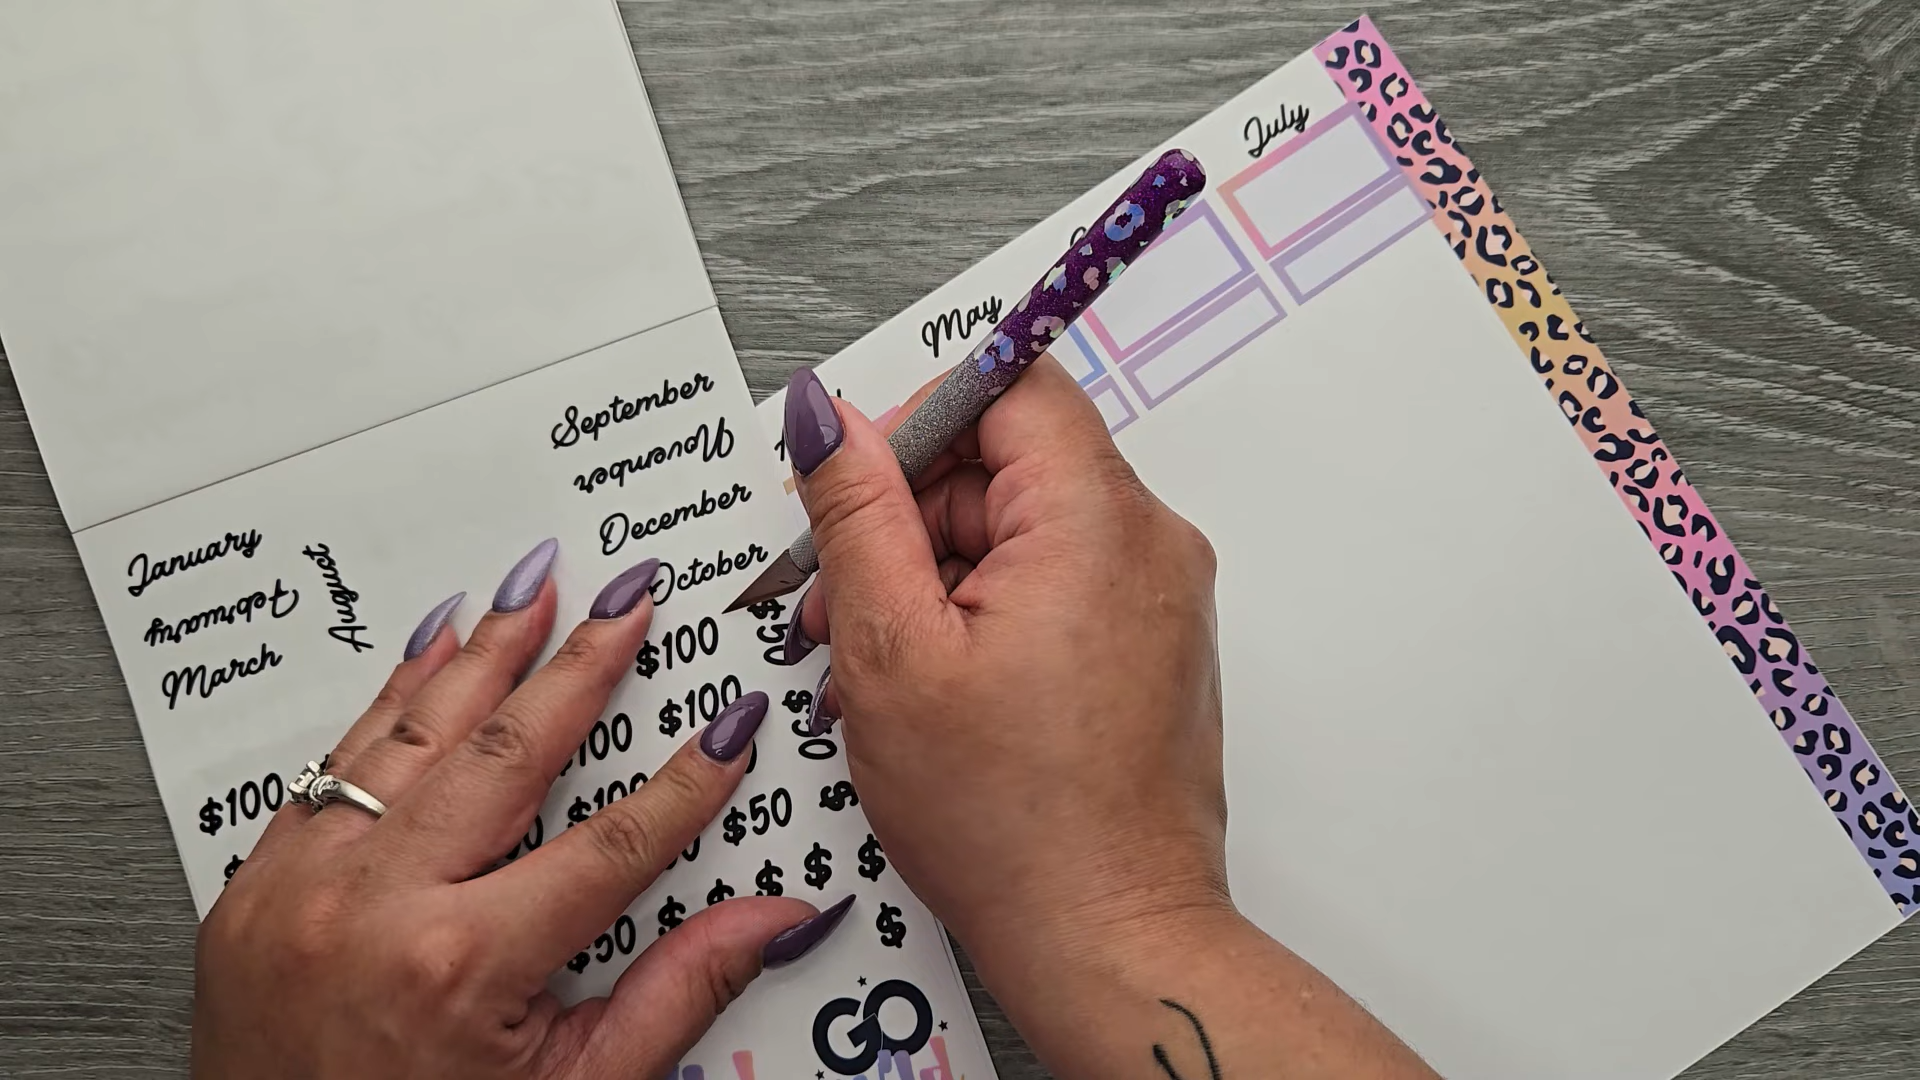 July
May
September
November
December
October
January
February
March
August
$100
$50
$100
$50
$100
$100
$100
$50
$50
$ $ $ $
$
GO